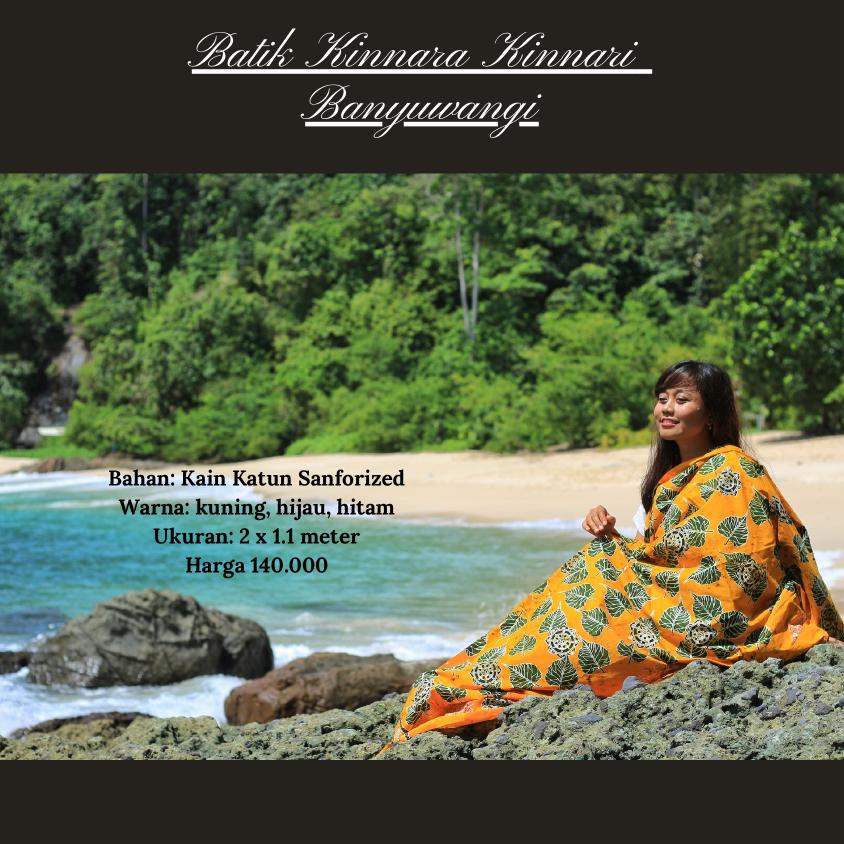 Batik Kinnara Kinnari
Banyuwangi
Bahan: Kain Katun Sanforized
Warna: kuning, hijau, hitam
Ukuran: 2 x 1.1 meter
Harga 140.000